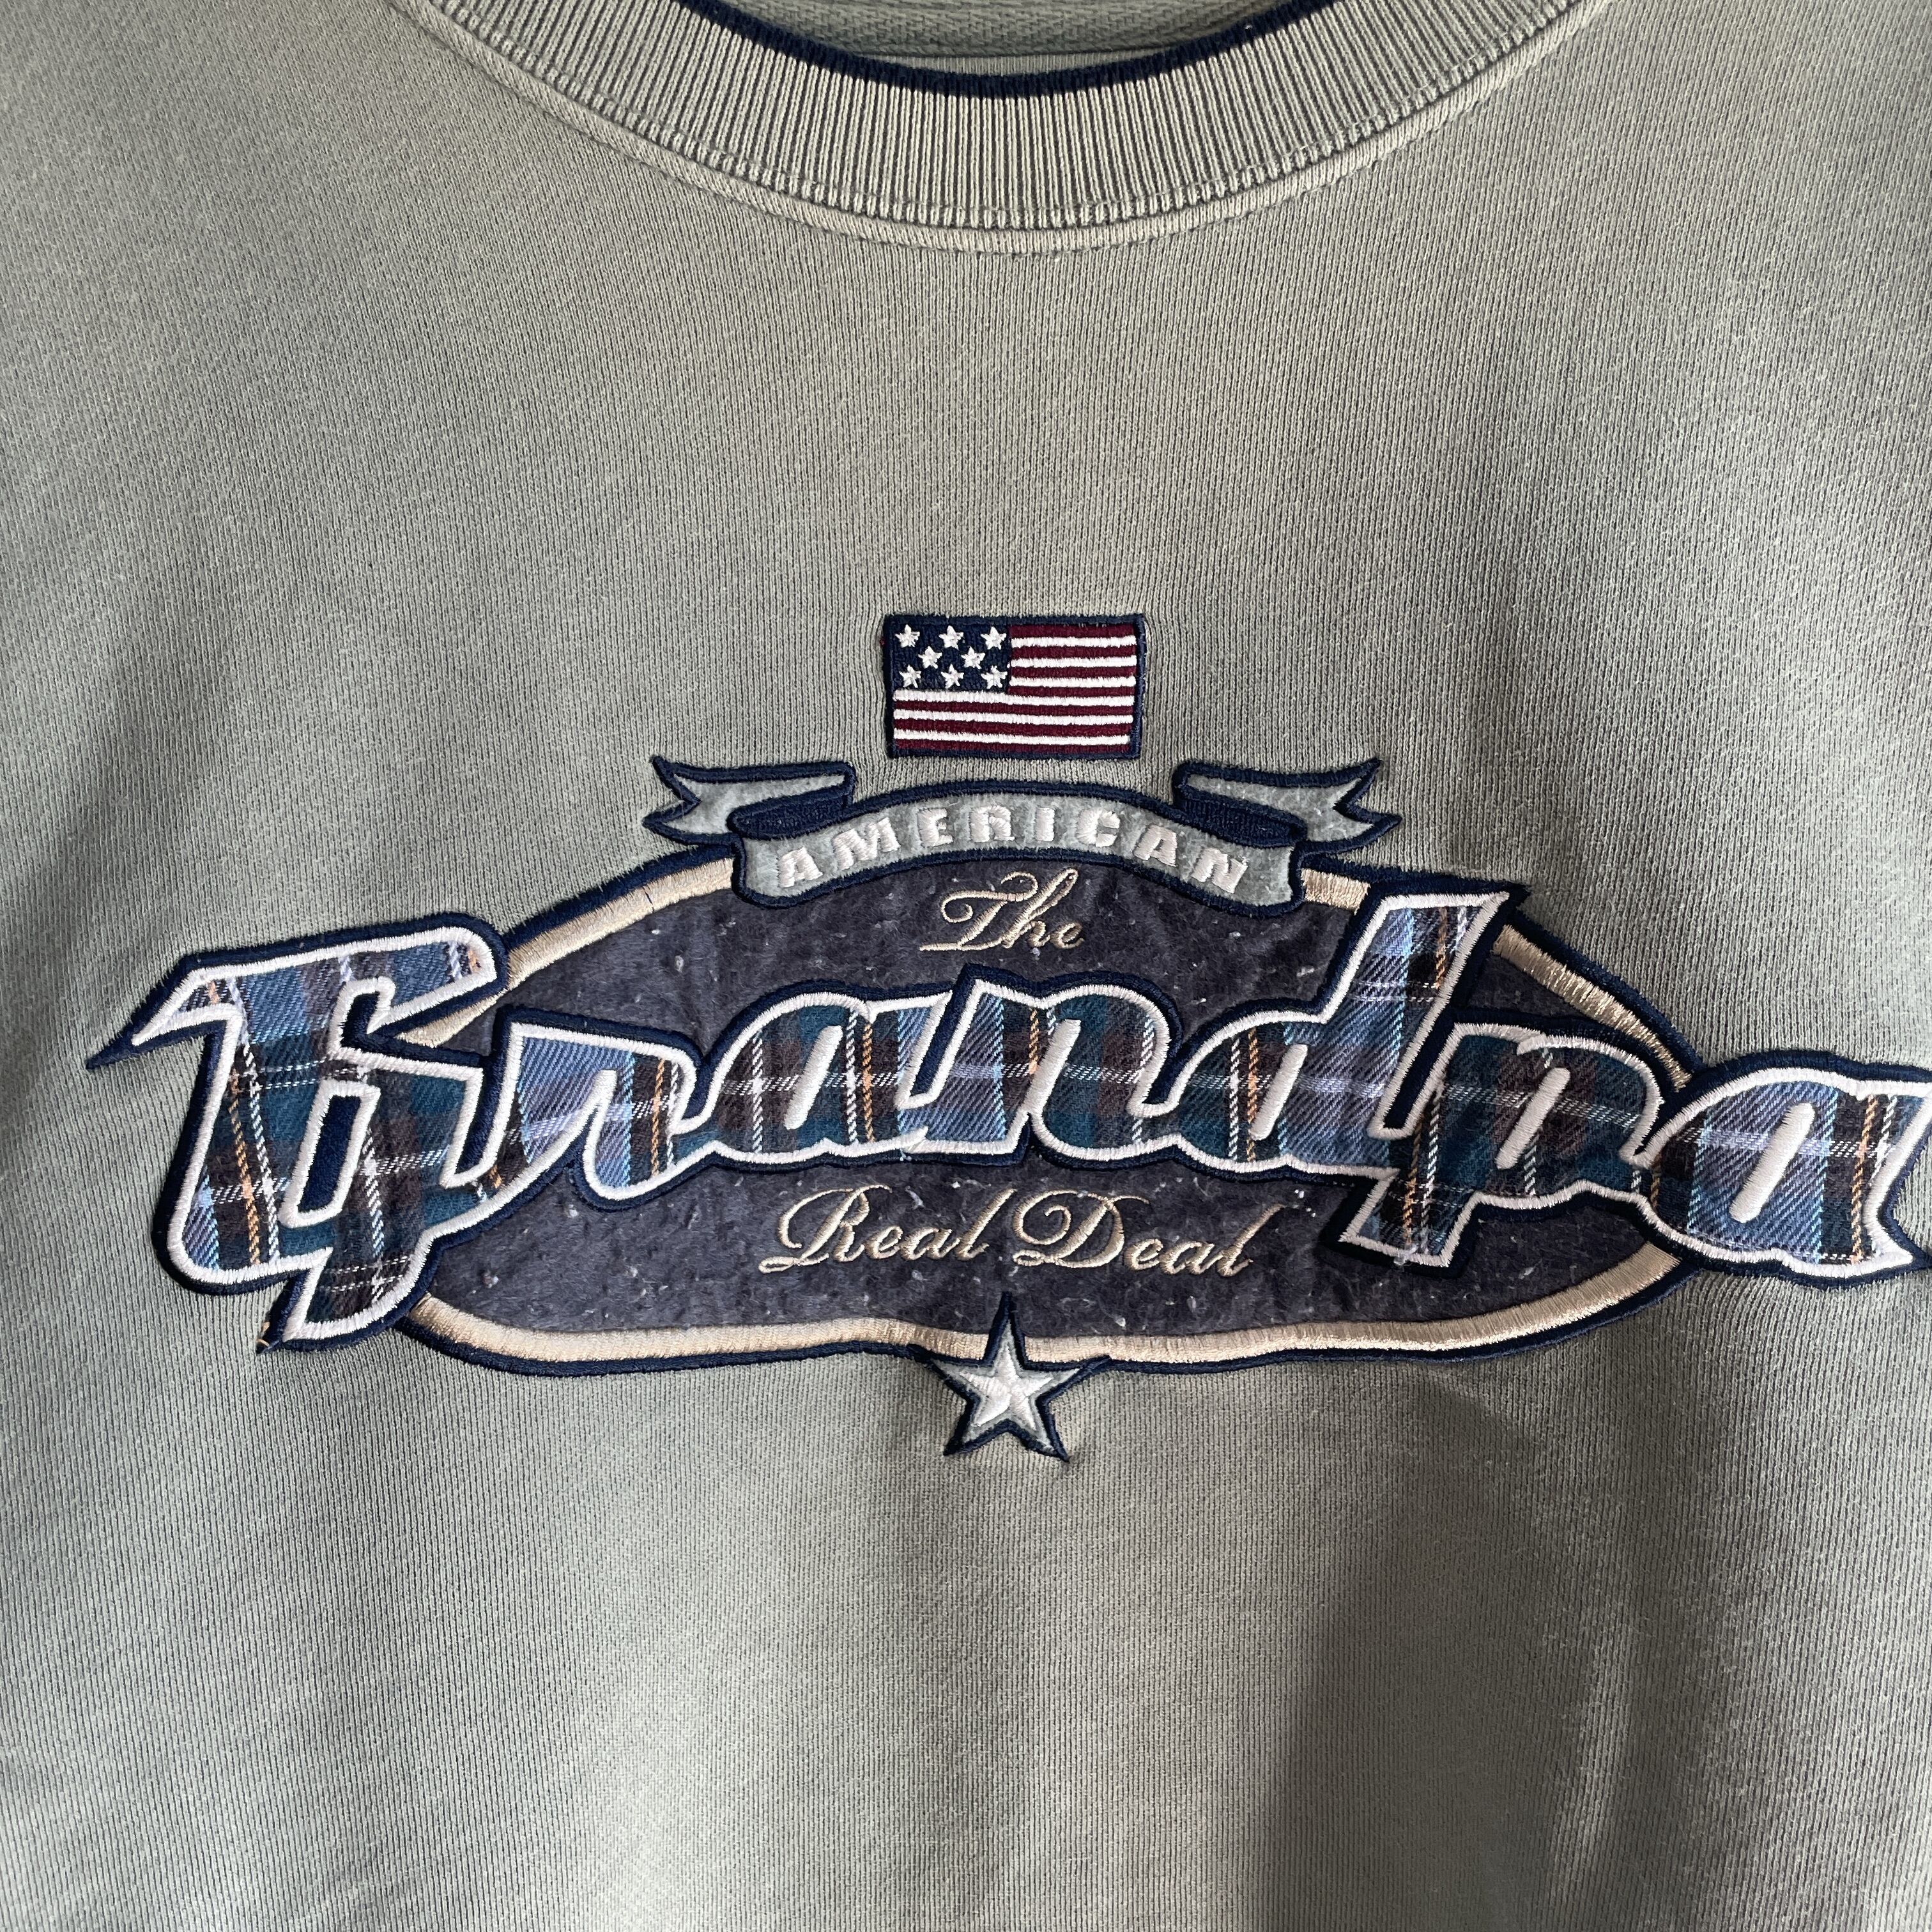 AMERICAN
The
Grandpa
Real Deal